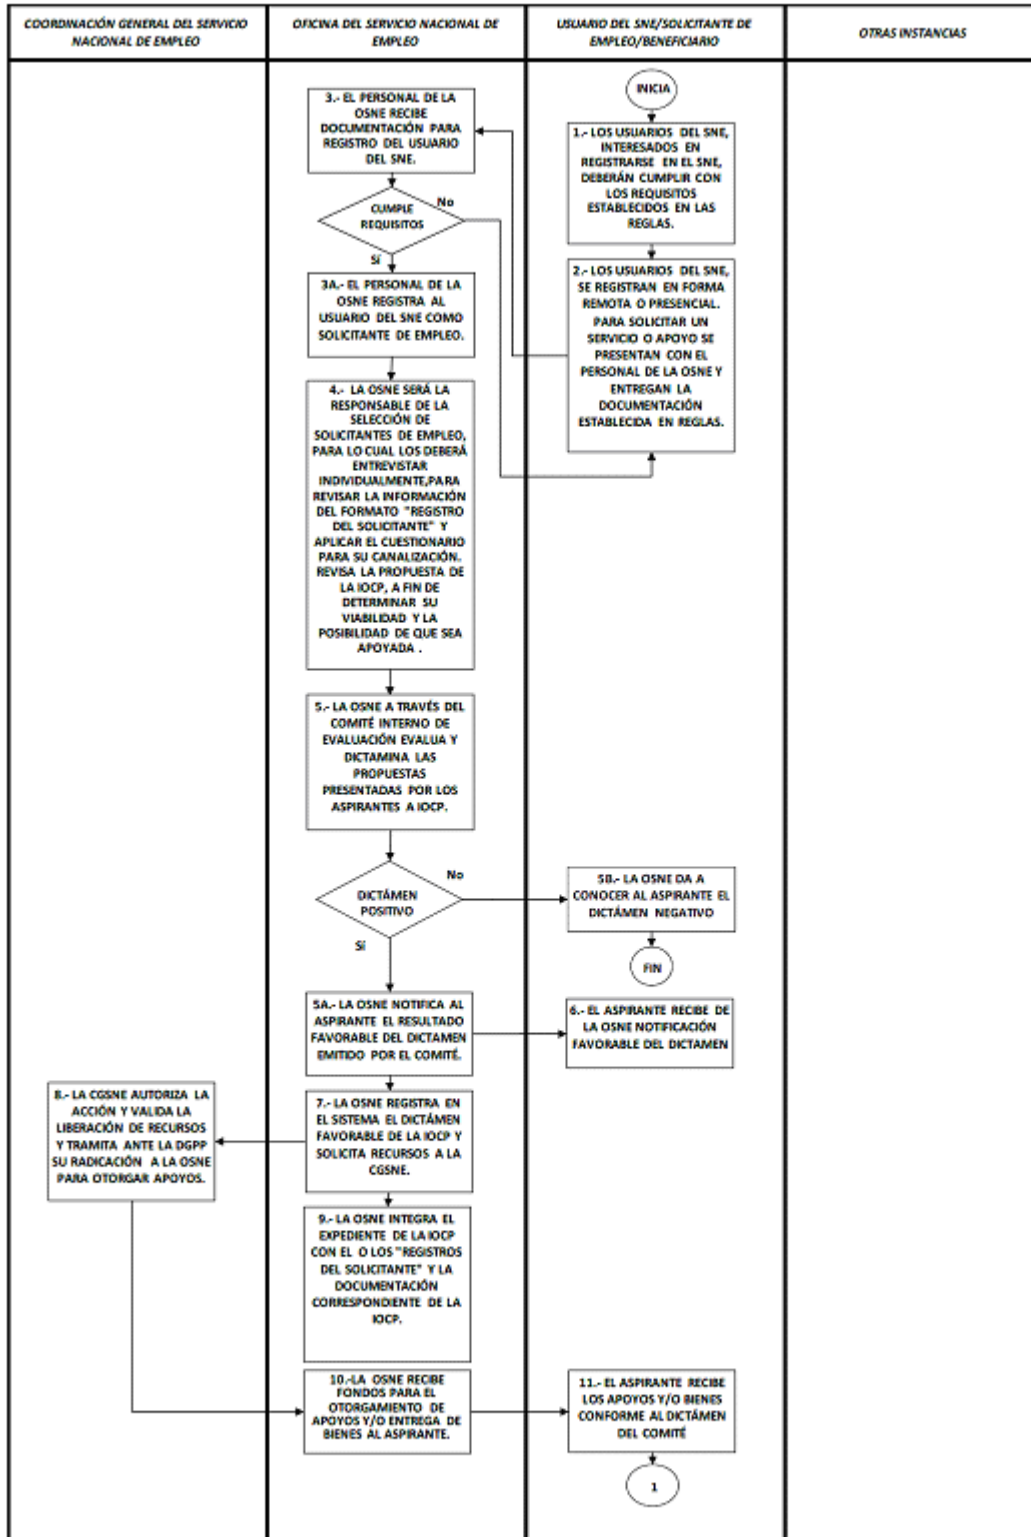 COORDINACIÓN GENERAL DEL SERVICIO
NACIONAL DE EMPLEO
OFICINA DEL SERVICIO NACIONAL DE
EMPLEO
USUARIO DEL SNE/SOLICITANTE DE
EMPLEO/BENEFICIARIO
OTRAS INSTANCIAS
INICIA
1.- LOS USUARIOS DEL SNE,
INTERESADOS EN
REGISTRARSE EN EL SNE,
DEBERÁN CUMPLIR CON
LOS REQUISITOS
ESTABLECIDOS EN LAS
REGLAS.
2.- LOS USUARIOS DEL SNE,
SE REGISTRAN EN FORMA
REMOTA O PRESENCIAL.
PARA SOLICITAR UN
SERVICIO O APOYO SE
PRESENTAN CON EL
PERSONAL DE LA OSNE Y
ENTREGAN LA
DOCUMENTACIÓN
ESTABLECIDA EN REGLAS.
3.- EL PERSONAL DE LA
OSNE RECIBE
DOCUMENTACIÓN PARA
REGISTRO DEL USUARIO
DEL SNE.
CUMPLE
REQUISITOS
No
Sí
3A.- EL PERSONAL DE LA
OSNE REGISTRA AL
USUARIO DEL SNE COMO
SOLICITANTE DE EMPLEO.
4.- LA OSNE SERÁ LA
RESPONSABLE DE LA
SELECCIÓN DE
SOLICITANTES DE EMPLEO,
PARA LO CUAL LOS DEBERÁ
ENTREVISTAR
INDIVIDUALMENTE,PARA
REVISAR LA INFORMACIÓN
DEL FORMATO "REGISTRO
DEL SOLICITANTE" Y
APLICAR EL CUESTIONARIO
PARA SU CANALIZACIÓN.
REVISA LA PROPUESTA DE
LA IOCP, A FIN DE
DETERMINAR SU
VIABILIDAD Y LA
POSIBILIDAD DE QUE SEA
APOYADA .
5.- LA OSNE A TRAVÉS DEL
COMITÉ INTERNO DE
EVALUACIÓN EVALUA Y
DICTAMINA LAS
PROPUESTAS
PRESENTADAS POR LOS
ASPIRANTES A IOCP.
DICTÁMEN
POSITIVO
No
Sí
5B.- LA OSNE DA A
CONOCER AL ASPIRANTE EL
DICTÁMEN NEGATIVO
FIN
5A.- LA OSNE NOTIFICA AL
ASPIRANTE EL RESULTADO
FAVORABLE DEL DICTAMEN
EMITIDO POR EL COMITÉ.
6.- EL ASPIRANTE RECIBE DE
LA OSNE NOTIFICACIÓN
FAVORABLE DEL DICTAMEN
7.- LA OSNE REGISTRA EN
EL SISTEMA EL DICTÁMEN
FAVORABLE DE LA IOCP Y
SOLICITA RECURSOS A LA
CGSNE.
8.- LA CGSNE AUTORIZA LA
ACCIÓN Y VALIDA LA
LIBERACIÓN DE RECURSOS
Y TRAMITA ANTE LA DGPP
SU RADICACIÓN A LA OSNE
PARA OTORGAR APOYOS.
9.- LA OSNE INTEGRA EL
EXPEDIENTE DE LA IOCP
CON EL O LOS "REGISTROS
DEL SOLICITANTE" Y LA
DOCUMENTACIÓN
CORRESPONDIENTE DE LA
IOCP.
10.-LA OSNE RECIBE
FONDOS PARA EL
OTORGAMIENTO DE
APOYOS Y/O ENTREGA DE
BIENES AL ASPIRANTE.
11.- EL ASPIRANTE RECIBE
LOS APOYOS Y/O BIENES
CONFORME AL DICTÁMEN
DEL COMITÉ
1